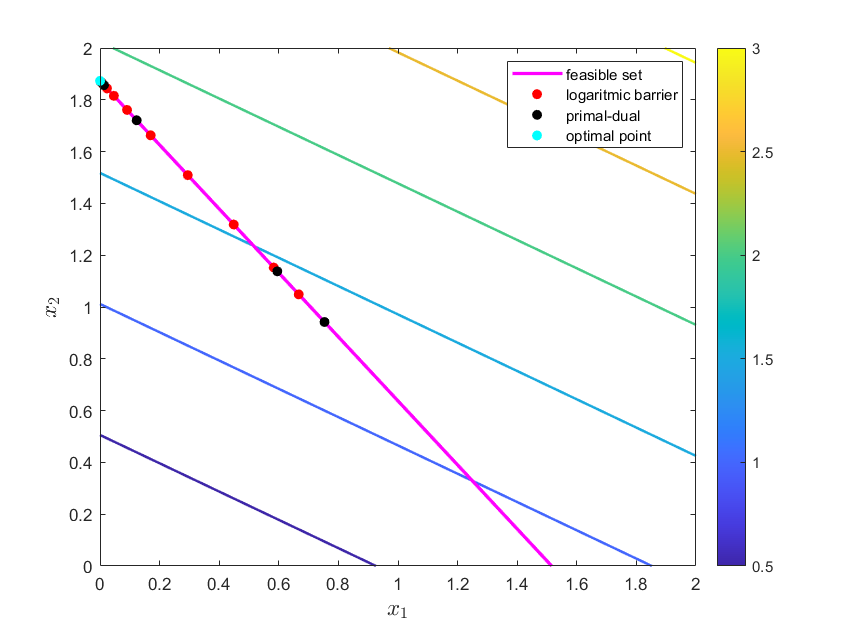 2
1.8
1.6
1.4
1.2
1
0.8
0.6
0.4
0.2
0
x2
0 0.2 0.4 0.6 0.8 1 1.2 1.4 1.6 1.8 2
x1
feasible set
logaritmic barrier
primal-dual
optimal point
3
2.5
2
1.5
1
0.5